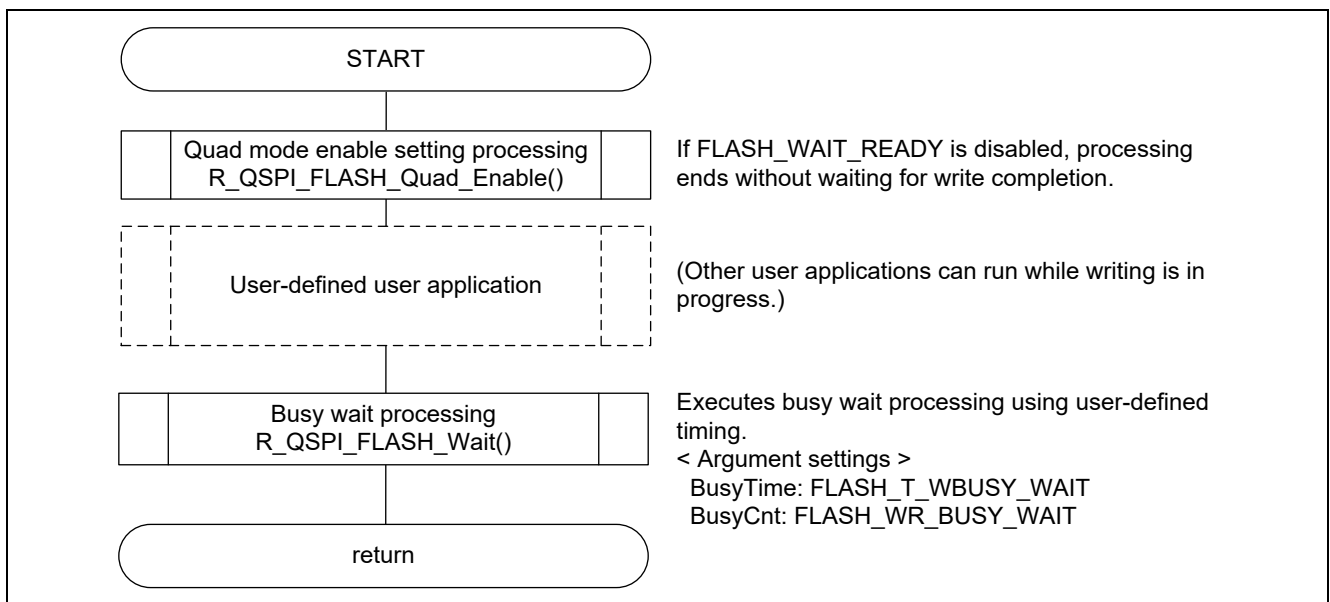 START
Quad mode enable setting processing
R_QSPI_FLASH_Quad_Enable()
If FLASH_WAIT_READY is disabled, processing
ends without waiting for write completion.
User-defined user application
(Other user applications can run while writing is in
progress.)
Busy wait processing
R_QSPI_FLASH_Wait()
Executes busy wait processing using user-defined
timing.
< Argument settings >
BusyTime: FLASH_T_WBUSY_WAIT
BusyCnt: FLASH_WR_BUSY_WAIT
return